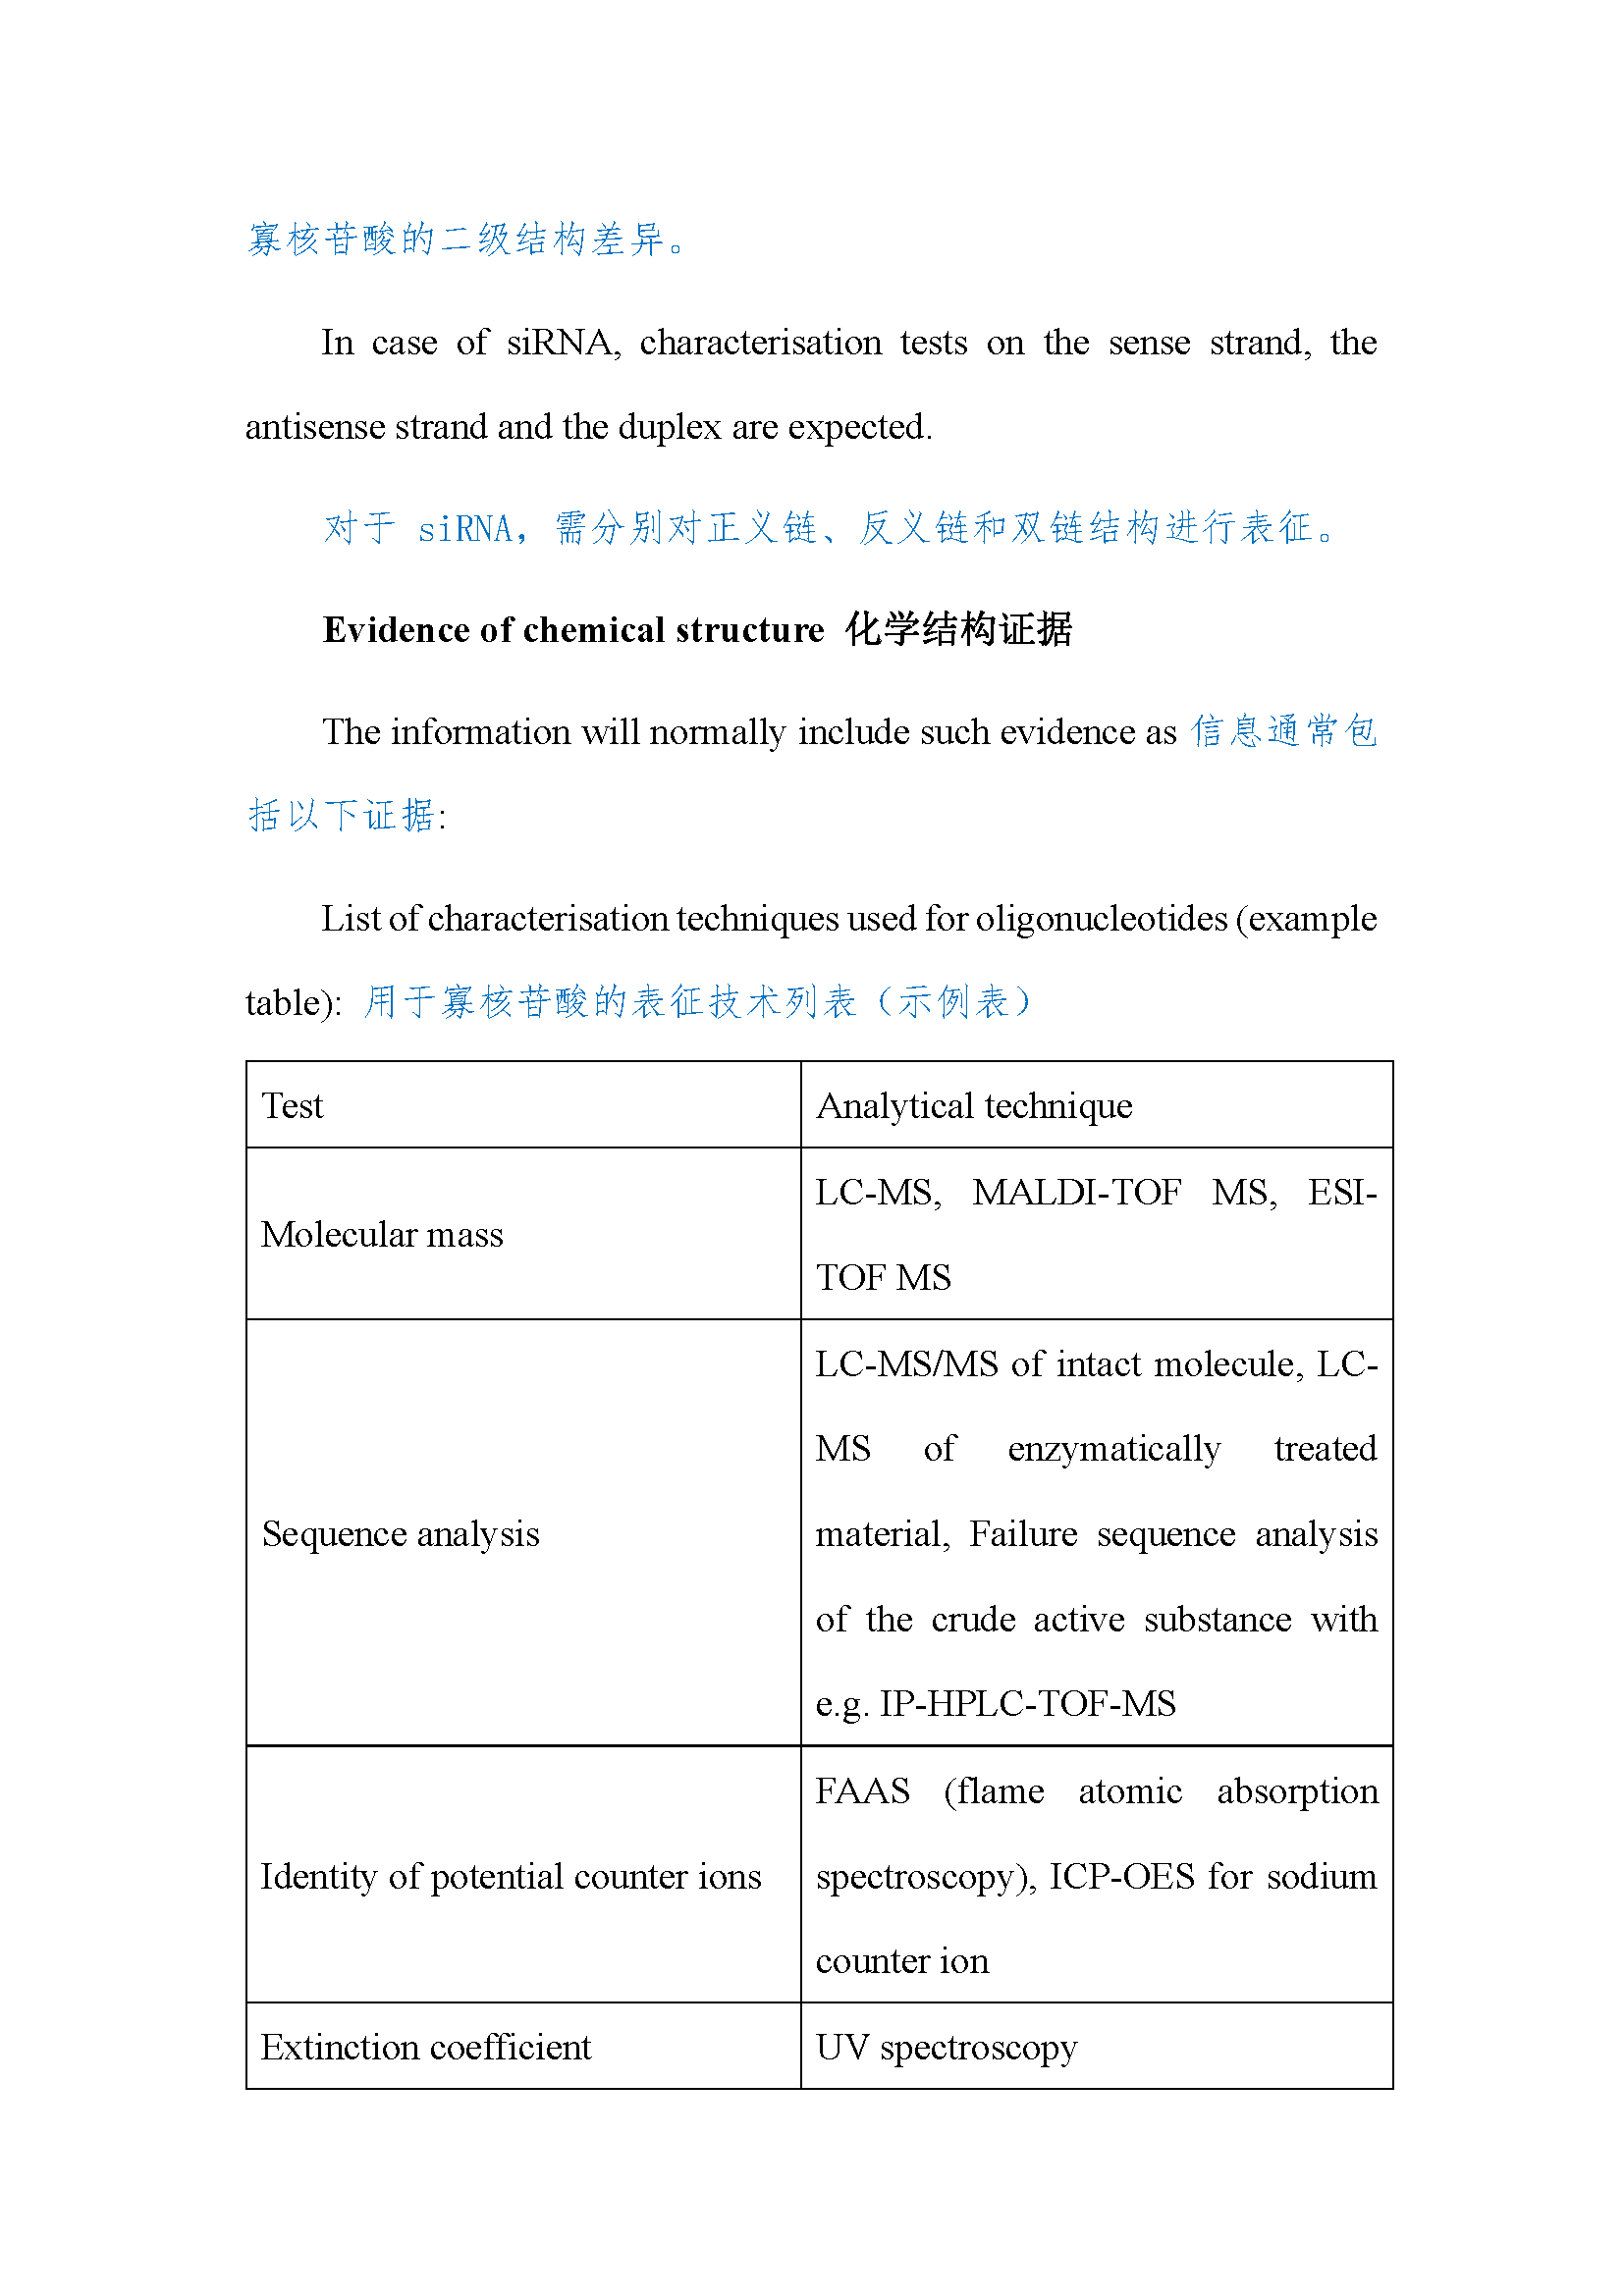 寡核苷酸的二级结构差异。
In case of siRNA, characterisation tests on the sense strand, the
antisense strand and the duplex are expected.
对于 siRNA，需分别对正义链、反义链和双链结构进行表征。
Evidence of chemical structure 化学结构证据
The information will normally include such evidence as 信息通常包
括以下证据:
List of characterisation techniques used for oligonucleotides (example
table): 用于寡核苷酸的表征技术列表（示例表）
Test
Analytical technique
Molecular mass
LC-MS, MALDI-TOF MS, ESI-
TOF MS
Sequence analysis
LC-MS/MS of intact molecule, LC-
MS of enzymatically treated
material, Failure sequence analysis
of the crude active substance with
e.g. IP-HPLC-TOF-MS
Identity of potential counter ions
FAAS (flame atomic absorption
spectroscopy), ICP-OES for sodium
counter ion
Extinction coefficient
UV spectroscopy